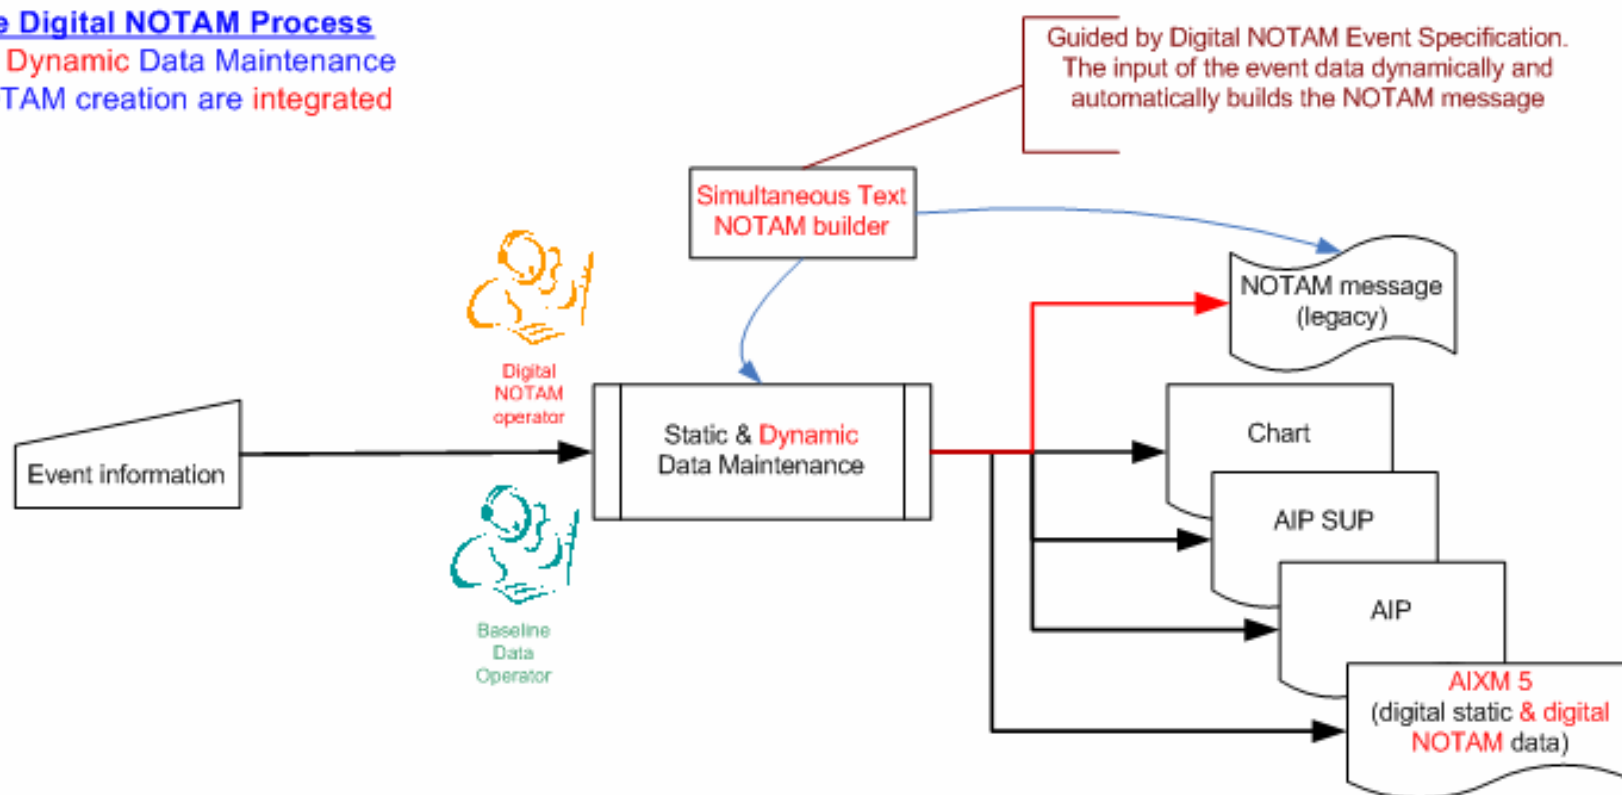 e Digital NOTAM Process
Dynamic Data Maintenance
TAM creation are integrated
Guided by Digital NOTAM Event Specification.
The input of the event data dynamically and
automatically builds the NOTAM message
Simultaneous Text
NOTAM builder
NOTAM message
(legacy)
Digital
NOTAM
operator
Event information
Static & Dynamic
Data Maintenance
Chart
AIP SUP
AIP
Baseline
Data
Operator
AIXM 5
(digital static & digital
NOTAM data)